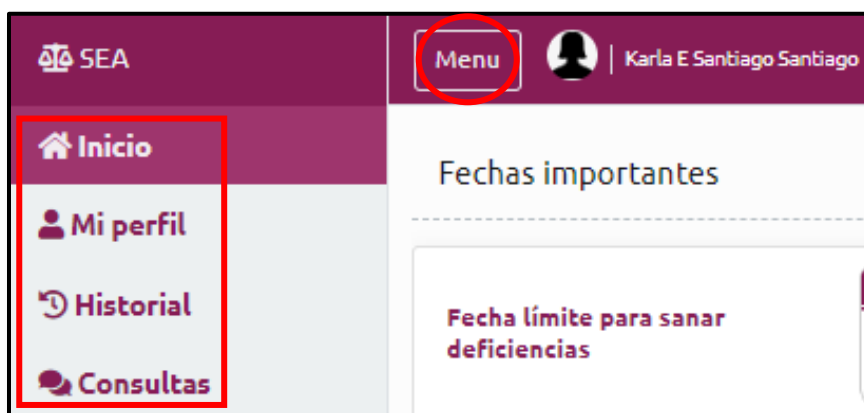 SEA
Menu
Karla E Santiago Santiago
Inicio
Mi perfil
Historial
Consultas
Fechas importantes
Fecha límite para sanar
deficiencias